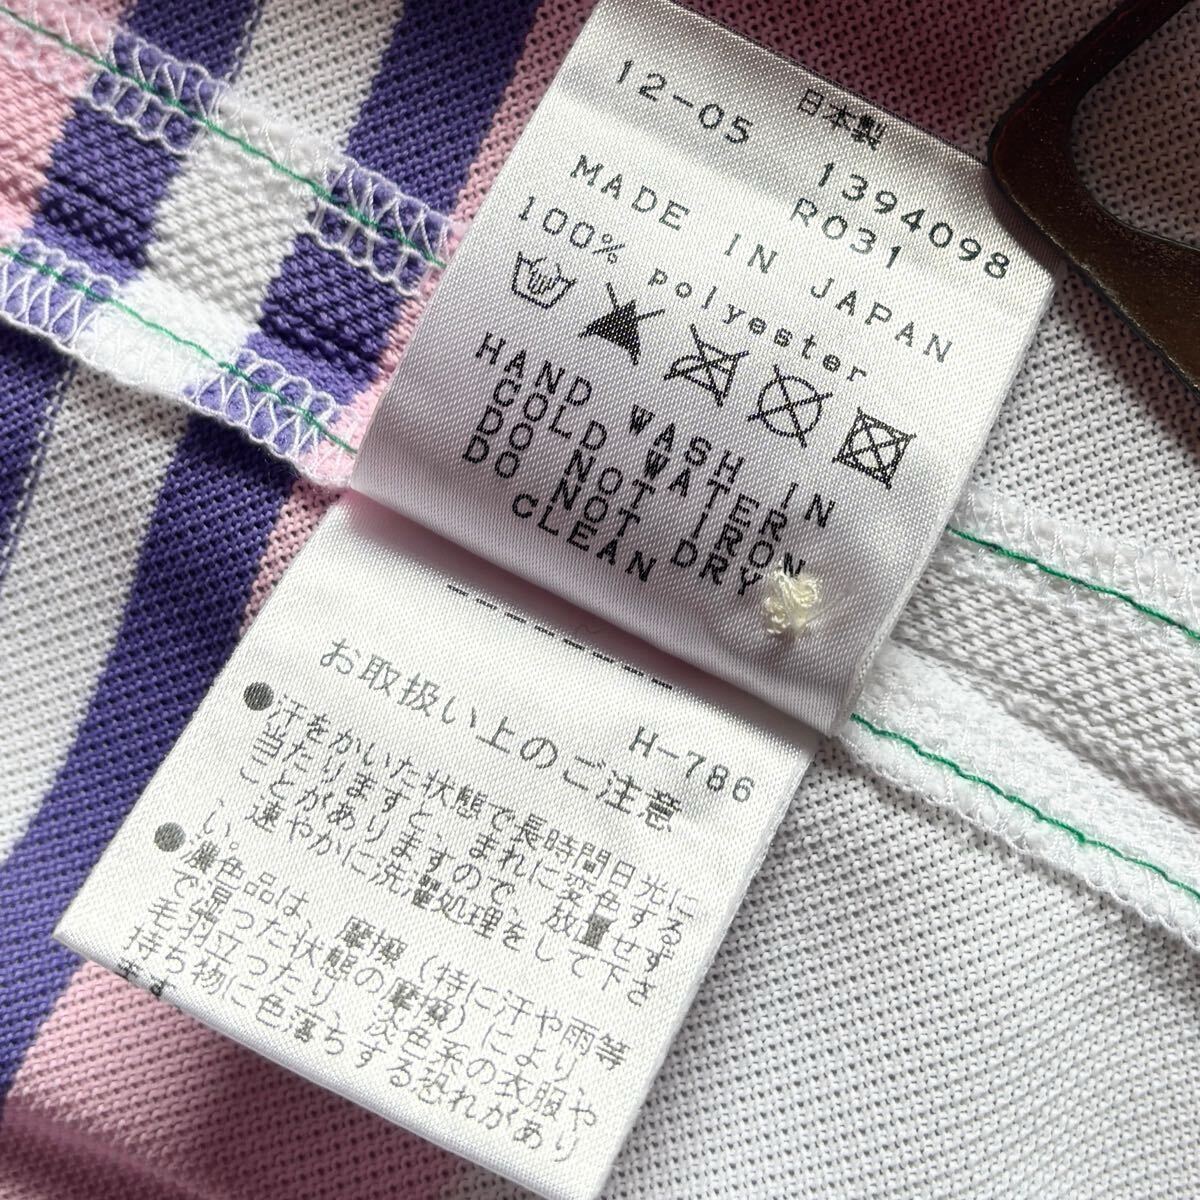 日本製
12-05 1394098
R031
MADE IN JAPAN
100% polyester
HAND WASH IN
COLD WATER
DO NOT IRON
DO NOT DRY
cLEAN
H-786
お取扱い上のご注意
●汗をかいた状態で長時間日光に
当たりますと、まれに変色する
ことがありますので、放置せず
速やかに洗濯処理をして下さ
い。
●濃色品は、摩擦(特に汗や雨等
で湿った状態の摩擦)により
毛羽立ったり、淡色系の衣服や
持ち物に色落ちする恐れがあり